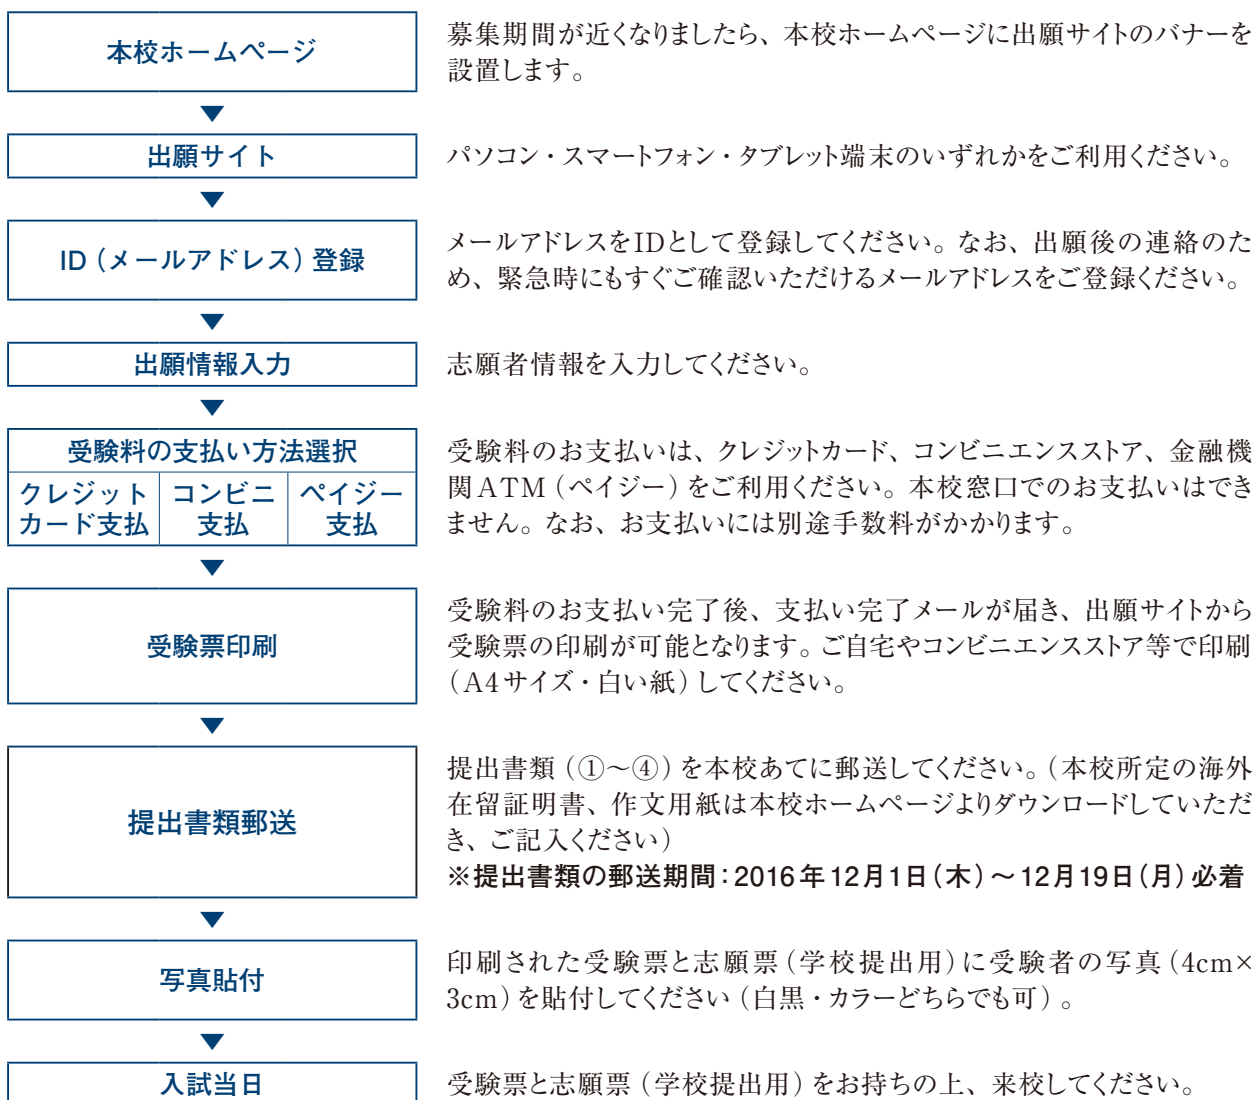 本校ホームページ
募集期間が近くなりましたら、本校ホームページに出願サイトのバナーを
設置します。
▼
出願サイト
パソコン・スマートフォン・タブレット端末のいずれかをご利用ください。
▼
ID（メールアドレス）登録
メールアドレスをIDとして登録してください。なお、出願後の連絡のた
め、緊急時にもすぐご確認いただけるメールアドレスをご登録ください。
▼
出願情報入力
志願者情報を入力してください。
▼
受験料の支払い方法選択
クレジット
カード支払
コンビニ
支払
ペイジー
支払
受験料のお支払いは、クレジットカード、コンビニエンスストア、金融機
関ATM（ペイジー）をご利用ください。本校窓口でのお支払いはでき
ません。なお、お支払いには別途手数料がかかります。
▼
受験票印刷
受験料のお支払い完了後、支払い完了メールが届き、出願サイトから
受験票の印刷が可能となります。ご自宅やコンビニエンスストア等で印刷
（A4サイズ・白い紙）してください。
▼
提出書類郵送
提出書類（①～④）を本校あてに郵送してください。（本校所定の海外
在留証明書、作文用紙は本校ホームページよりダウンロードしていただ
き、ご記入ください）
※提出書類の郵送期間：2016年12月1日（木）～12月19日（月）必着
▼
写真貼付
印刷された受験票と志願票（学校提出用）に受験者の写真（4cm×
3cm）を貼付してください（白黒・カラーどちらでも可）。
▼
入試当日
受験票と志願票（学校提出用）をお持ちの上、来校してください。